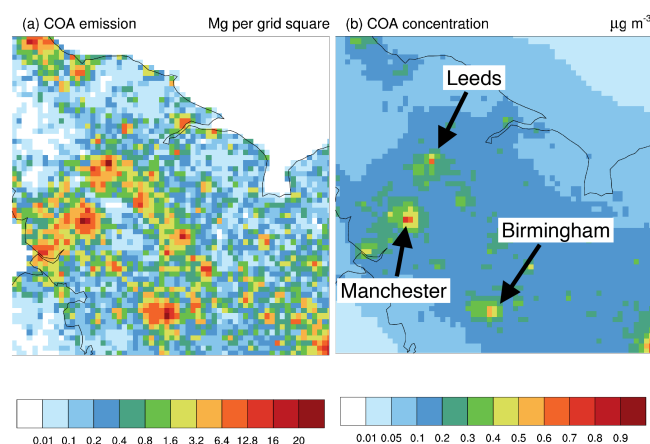 (a) COA emission Mg per grid square
(b) COA concentration µg m⁻³
Leeds
Birmingham
Manchester
0.01 0.1 0.2 0.4 0.8 1.6 3.2 6.4 12.8 16 20
0.01 0.05 0.1 0.2 0.3 0.4 0.5 0.6 0.7 0.8 0.9